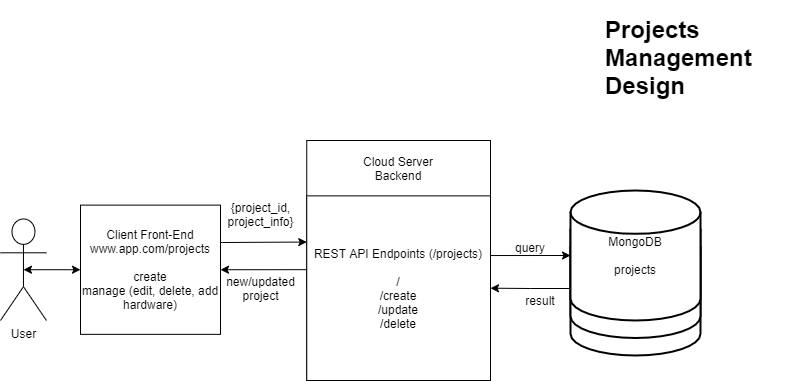 Projects
Management
Design
Cloud Server
Backend
{project_id,
project_info}
Client Front-End
www.app.com/projects
create
manage (edit, delete, add
hardware)
new/updated
project
REST API Endpoints (/projects)
/
/create
/update
/delete
query
result
MongoDB
projects
User